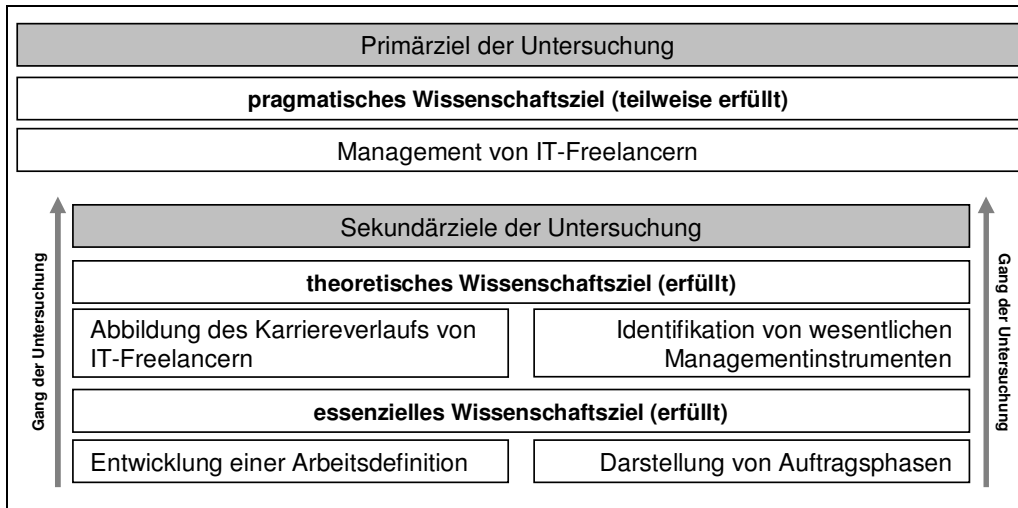 Primärziel der Untersuchung
pragmatisches Wissenschaftsziel (teilweise erfüllt)
Management von IT-Freelancern
Gang der Untersuchung
Sekundärziele der Untersuchung
theoretisches Wissenschaftsziel (erfüllt)
Abbildung des Karriereverlaufs von
IT-Freelancern
Identifikation von wesentlichen
Managementinstrumenten
essenzielles Wissenschaftsziel (erfüllt)
Entwicklung einer Arbeitsdefinition
Darstellung von Auftragsphasen
Gang der Untersuchung